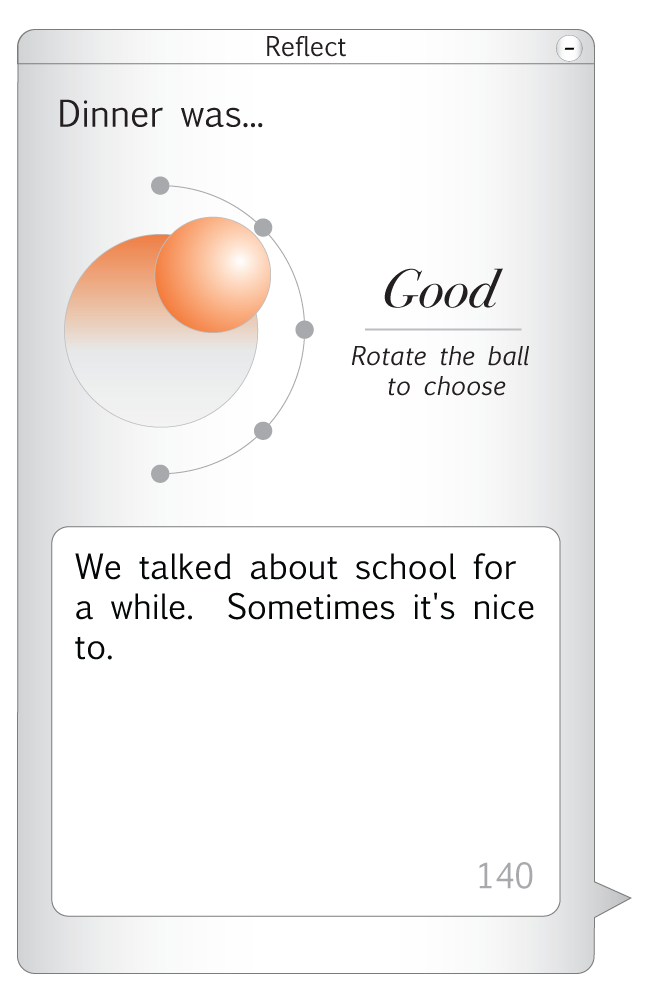 Reflect
-
Dinner was...
Good
Rotate the ball
to choose
We talked about school for
a while.  Sometimes it's nice
to.
140